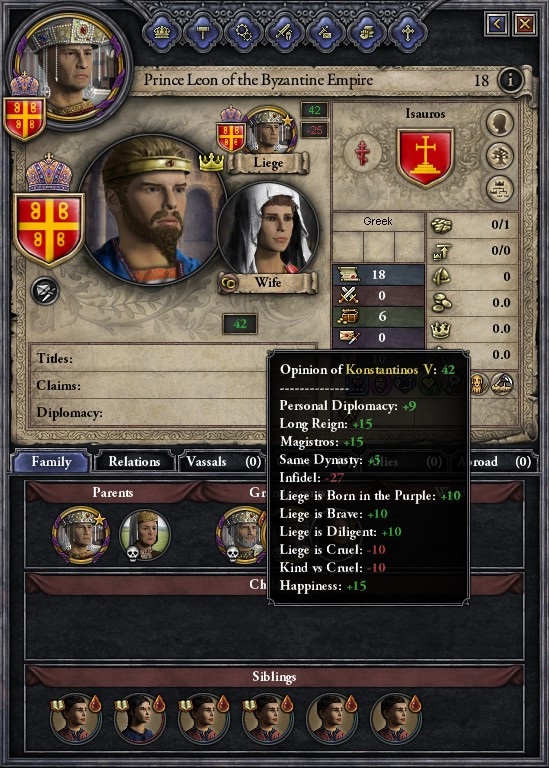 Prince Leon of the Byzantine Empire 18
42
-25
Liege
Isauros
Wife
42
Greek
18
0
6
0
10
0/1
0/0
0
0.0
0.0
0.0
Titles:
Claims:
Diplomacy:
Opinion of Konstantinos V: 42
--------------
Personal Diplomacy: +9
Long Reign: +15
Magistros: +15
Same Dynasty: +5
Infidel: -27
Liege is Born in the Purple: +10
Liege is Brave: +10
Liege is Diligent: +10
Liege is Cruel: -10
Kind vs Cruel: -10
Happiness: +15
Family Relations Vassals (0) (0) (0)
Parents
Siblings